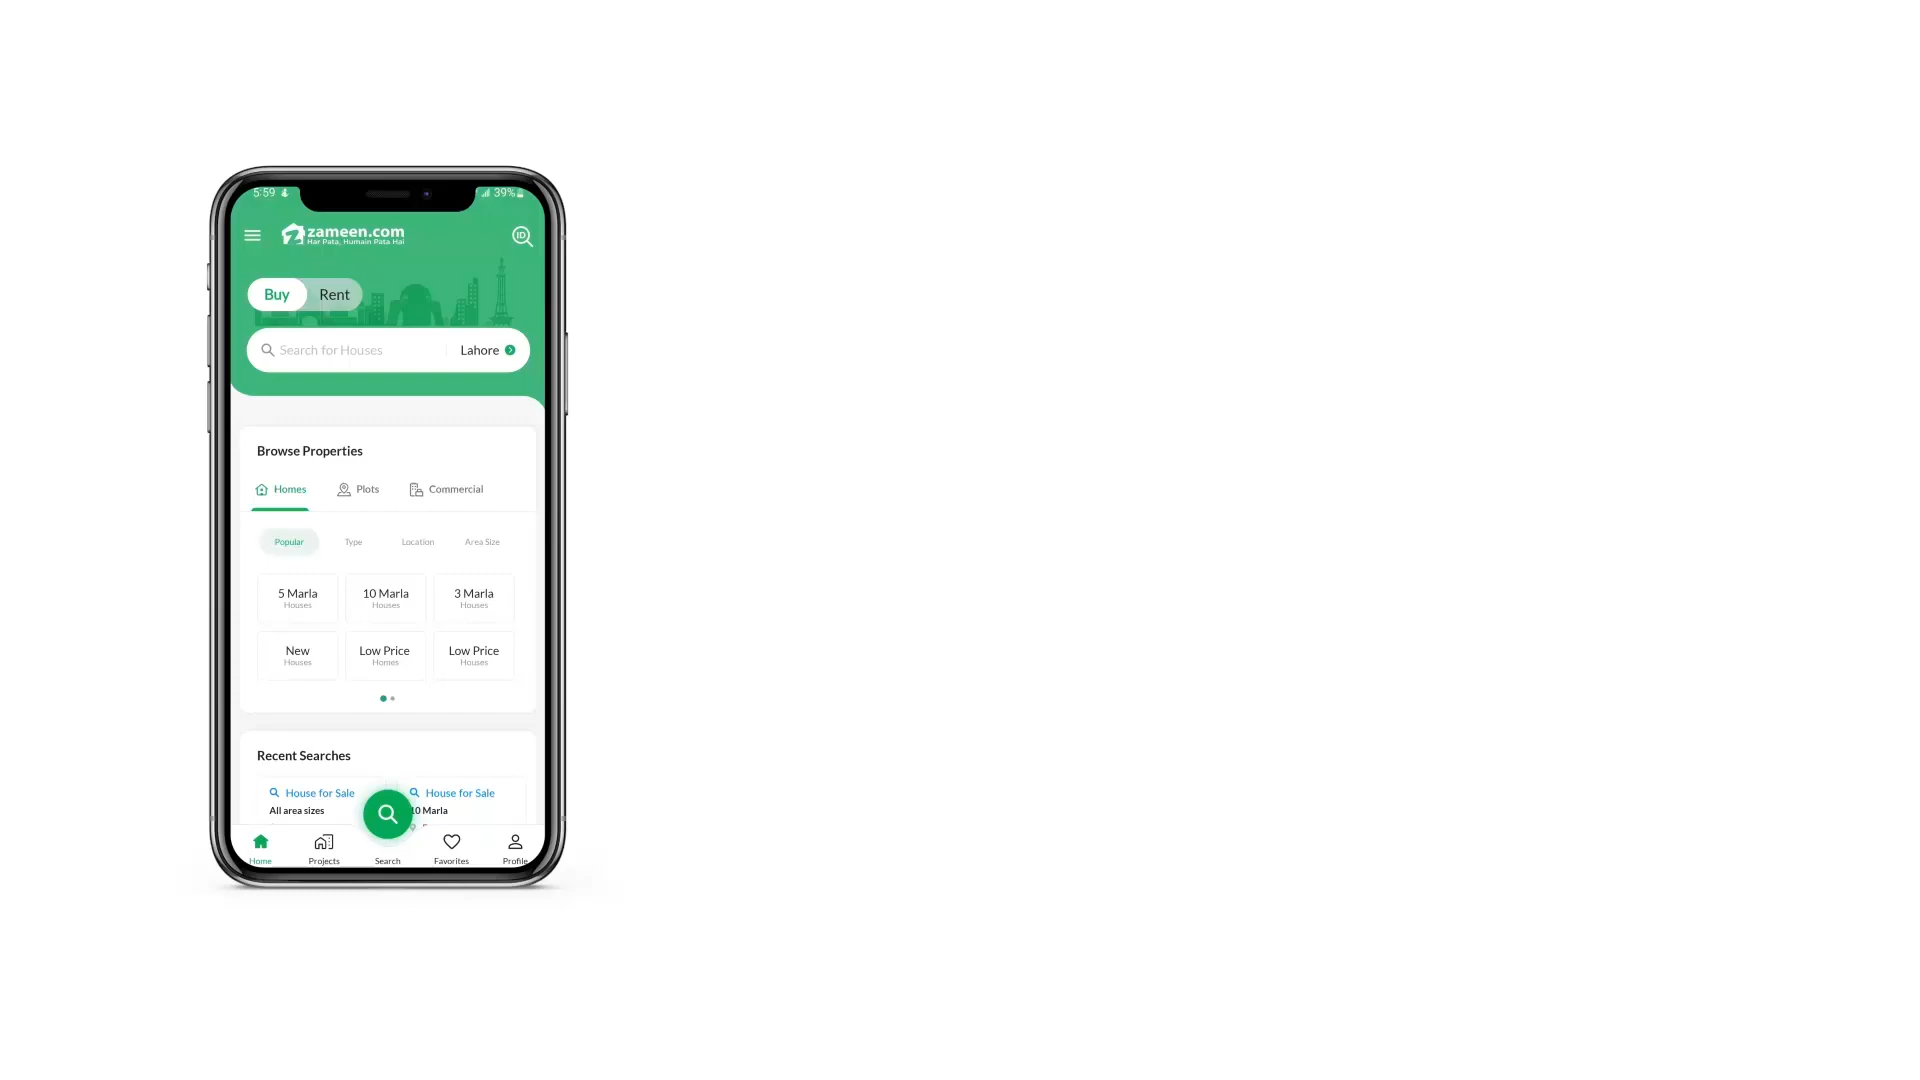 5:59
39%
zameen.com
Har Pata, Humain Pata Hai
ID
Buy Rent
Search for Houses Lahore
Browse Properties
Homes Plots Commercial
Popular Type Location Area Size
5 Marla 10 Marla 3 Marla
Houses Houses Houses
New Low Price Low Price
Houses Homes Houses
Recent Searches
House for Sale House for Sale
All area sizes 10 Marla
Home Projects Search Favorites Profile